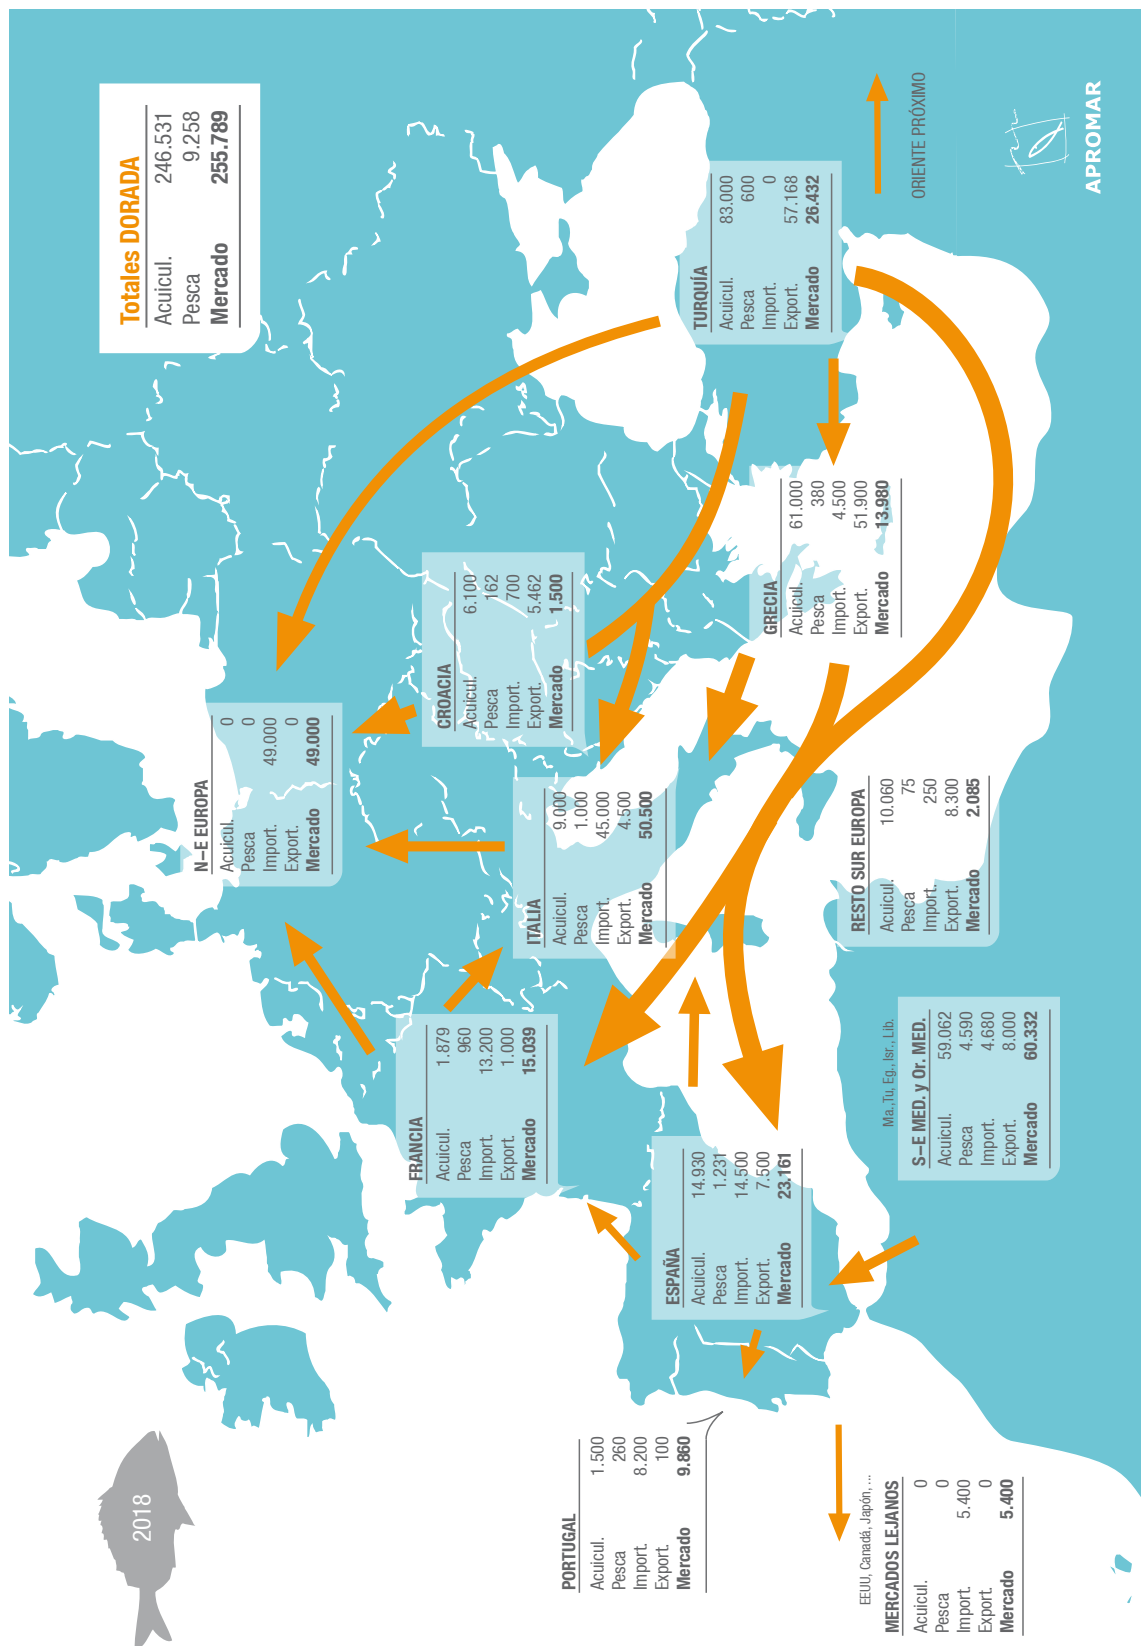 2018
Totales DORADA
Acuicul. 246.531
Pesca 9.258
Mercado 255.789
N–E EUROPA
Acuicul. 0
Pesca 0
Import. 49.000
Export. 0
Mercado 49.000
FRANCIA
Acuicul. 1.879
Pesca 960
Import. 13.200
Export. 1.000
Mercado 15.039
CROACIA
Acuicul. 6.100
Pesca 162
Import. 700
Export. 5.462
Mercado 1.500
ITALIA
Acuicul. 9.000
Pesca 1.000
Import. 45.000
Export. 4.500
Mercado 50.500
PORTUGAL
Acuicul. 1.500
Pesca 260
Import. 8.200
Export. 100
Mercado 9.860
ESPAÑA
Acuicul. 14.930
Pesca 1.231
Import. 14.500
Export. 7.500
Mercado 23.161
TURQUÍA
Acuicul. 83.000
Pesca 600
Import. 0
Export. 57.168
Mercado 26.432
GRECIA
Acuicul. 61.000
Pesca 380
Import. 4.500
Export. 51.900
Mercado 13.980
ORIENTE PRÓXIMO
RESTO SUR EUROPA
Acuicul. 10.060
Pesca 75
Import. 250
Export. 8.300
Mercado 2.085
EEUU, Canadá, Japón, ...
MERCADOS LEJANOS
Acuicul. 0
Pesca 0
Import. 5.400
Export. 0
Mercado 5.400
Ma.,Tu, Eg., Isr., Lib.
S–E MED. y Or. MED.
Acuicul. 59.062
Pesca 4.590
Import. 4.680
Export. 8.000
Mercado 60.332
APROMAR